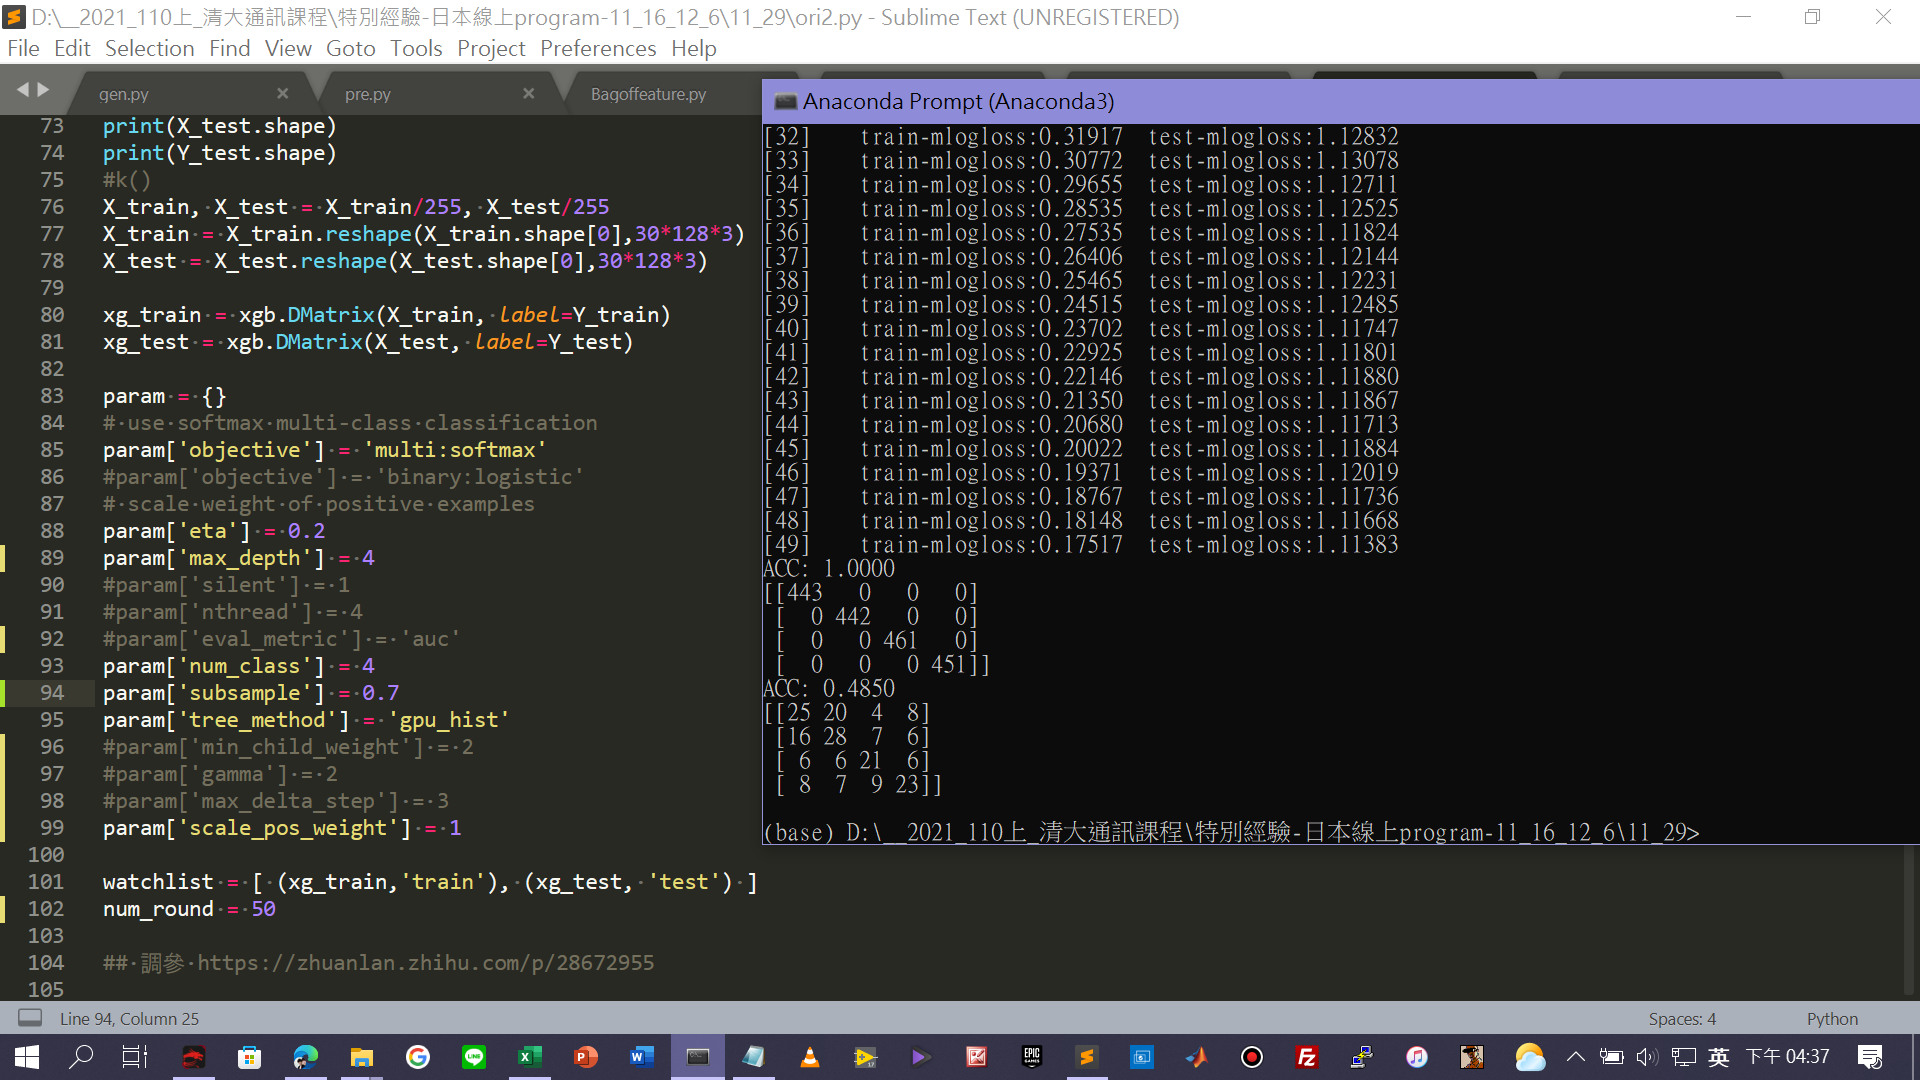 D:\__2021_110上_清大通訊課程\特別經驗-日本線上program-11_16_12_6\11_29\ori2.py - Sublime Text (UNREGISTERED)
File Edit Selection Find View Goto Tools Project Preferences Help
gen.py
pre.py
Bagoffeature.py
73 print(X_test.shape)
74 print(Y_test.shape)
75 #k()
76 X_train, X_test = X_train/255, X_test/255
77 X_train = X_train.reshape(X_train.shape[0],30*128*3)
78 X_test = X_test.reshape(X_test.shape[0],30*128*3)
79
80 xg_train = xgb.DMatrix(X_train, label=Y_train)
81 xg_test = xgb.DMatrix(X_test, label=Y_test)
82
83 param = {}
84 # use softmax multi-class classification
85 param['objective'] = 'multi:softmax'
86 #param['objective'] = 'binary:logistic'
87 # scale weight of positive examples
88 param['eta'] = 0.2
89 param['max_depth'] = 4
90 #param['silent'] = 1
91 #param['nthread'] = 4
92 #param['eval_metric'] = 'auc'
93 param['num_class'] = 4
94 param['subsample'] = 0.7
95 param['tree_method'] = 'gpu_hist'
96 #param['min_child_weight'] = 2
97 #param['gamma'] = 2
98 #param['max_delta_step'] = 3
99 param['scale_pos_weight'] = 1
100
101 watchlist = [ (xg_train,'train'), (xg_test, 'test') ]
102 num_round = 50
103
104 ## 調參 https://zhuanlan.zhihu.com/p/28672955
105
Anaconda Prompt (Anaconda3)
[32] train-mlogloss:0.31917 test-mlogloss:1.12832
[33] train-mlogloss:0.30772 test-mlogloss:1.13078
[34] train-mlogloss:0.29655 test-mlogloss:1.12711
[35] train-mlogloss:0.28535 test-mlogloss:1.12525
[36] train-mlogloss:0.27535 test-mlogloss:1.11824
[37] train-mlogloss:0.26406 test-mlogloss:1.12144
[38] train-mlogloss:0.25465 test-mlogloss:1.12231
[39] train-mlogloss:0.24515 test-mlogloss:1.12485
[40] train-mlogloss:0.23702 test-mlogloss:1.11747
[41] train-mlogloss:0.22925 test-mlogloss:1.11801
[42] train-mlogloss:0.22146 test-mlogloss:1.11880
[43] train-mlogloss:0.21350 test-mlogloss:1.11867
[44] train-mlogloss:0.20680 test-mlogloss:1.11713
[45] train-mlogloss:0.20022 test-mlogloss:1.11884
[46] train-mlogloss:0.19371 test-mlogloss:1.12019
[47] train-mlogloss:0.18767 test-mlogloss:1.11736
[48] train-mlogloss:0.18148 test-mlogloss:1.11668
[49] train-mlogloss:0.17517 test-mlogloss:1.11383
ACC: 1.0000
[[443 0 0 0]
[ 0 442 0 0]
[ 0 0 461 0]
[ 0 0 0 451]]
ACC: 0.4850
[[25 20 4 8]
[16 28 7 6]
[ 6 6 21 6]
[ 8 7 9 23]]
(base) D:\__2021_110上_清大通訊課程\特別經驗-日本線上program-11_16_12_6\11_29>
Line 94, Column 25
Spaces: 4
Python
英
下午 04:37